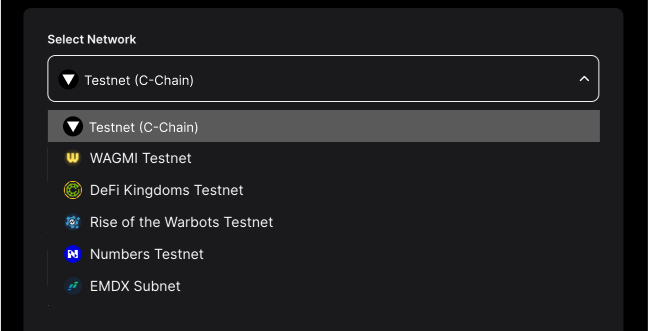 Select Network
Testnet (C-Chain)
Testnet (C-Chain)
WAGMI Testnet
DeFi Kingdoms Testnet
Rise of the Warbots Testnet
Numbers Testnet
EMDX Subnet